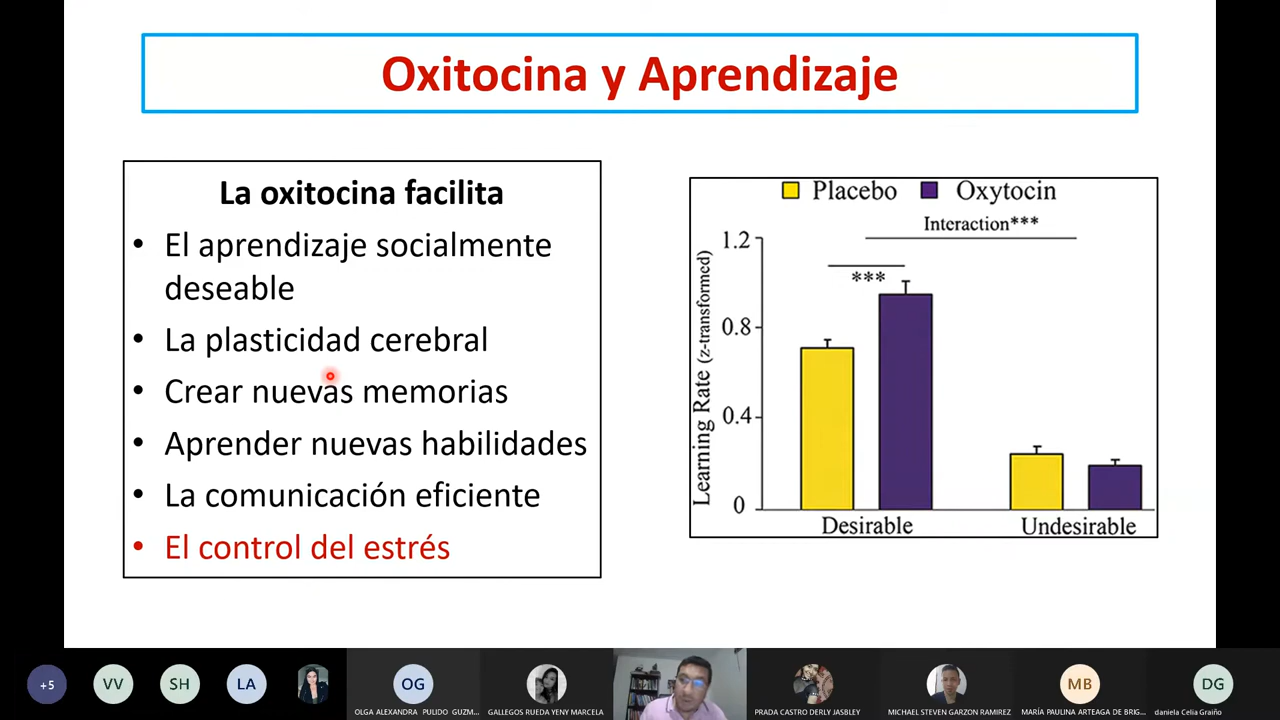 Oxitocina y Aprendizaje
La oxitocina facilita
• El aprendizaje socialmente
deseable
• La plasticidad cerebral
• Crear nuevas memorias
• Aprender nuevas habilidades
• La comunicación eficiente
• El control del estrés
Placebo Oxytocin
Interaction***
***
Learning Rate (z-transformed)
1.2
0.8
0.4
0
Desirable Undesirable
+5 VV SH LA OG MB DG
OLGA ALEXANDRA PULIDO GUZM...
GALLEGOS RUEDA YENY MARCELA
PRADA CASTRO DERLY JASBLEY
MICHAEL STEVEN GARZON RAMIREZ
MARÍA PAULINA ARTEAGA DE BRIG...
daniela Celia Graiño